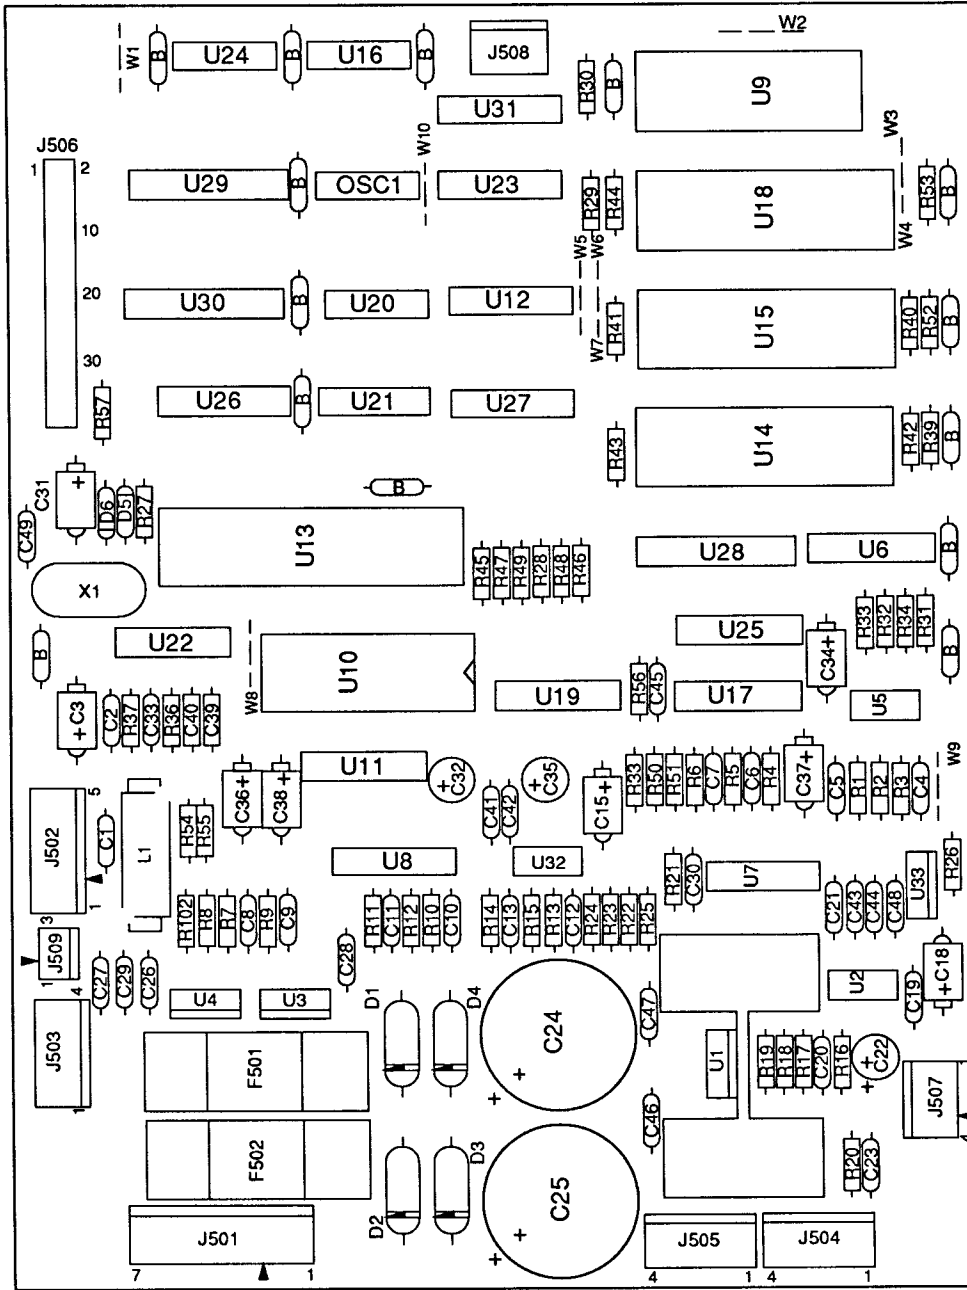 W2
W1
B
U24
B
U16
B
J508
R30
B
U9
U31
W10
W3
J506
1
2
U29
B
OSC1
U23
R29
R44
U18
R53
B
10
W5
W6
W4
20
U30
B
U20
U12
R41
U15
R40
R52
B
W7
30
R57
U26
B
U21
U27
R43
U14
R42
R39
B
C31
+
D6
D5
R27
B
C49
U13
U28
U6
B
X1
R45
R47
R49
R28
R48
R46
R33
R32
R34
R31
B
U22
U25
C34+
B
W8
U10
U19
R56
C45
U17
U5
+C3
C2
R37
C33
R36
C40
C39
W9
U11
+
C32
+
C35
R33
R50
R51
R6
C7
R5
C6
R4
C37+
C5
R1
R2
R3
C4
C36+
C38+
C41
C42
C15+
5
J502
1
C1
L1
R54
R55
U8
U32
R21
C30
U7
U33
R26
3
J509
1
R102
R8
R7
C8
R9
C9
R11
C11
R12
R10
C10
R14
C13
R15
R13
C12
R24
R23
R22
R25
C21
C43
C44
C48
C28
C27
C29
C26
U2
C19
+C18
4
J503
1
U4
U3
D1
D4
C24
+
+
C47
U1
R19
R18
R17
C20
R16
+
C22
+
F501
J507
1
4
C46
F502
D3
D2
C25
+
+
R20
C23
J501
7
1
J505
4
1
J504
4
1